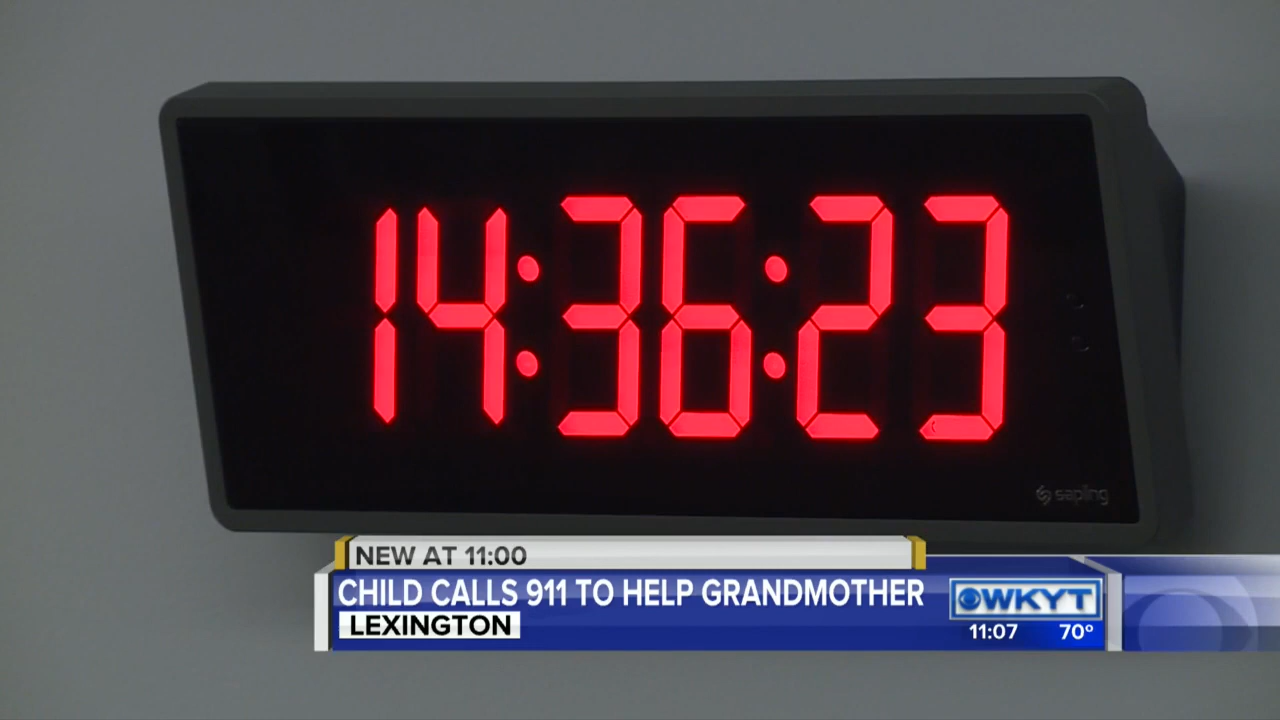 14:36:23
sapling
NEW AT 11:00
CHILD CALLS 911 TO HELP GRANDMOTHER
LEXINGTON
WKYT
11:07 70°